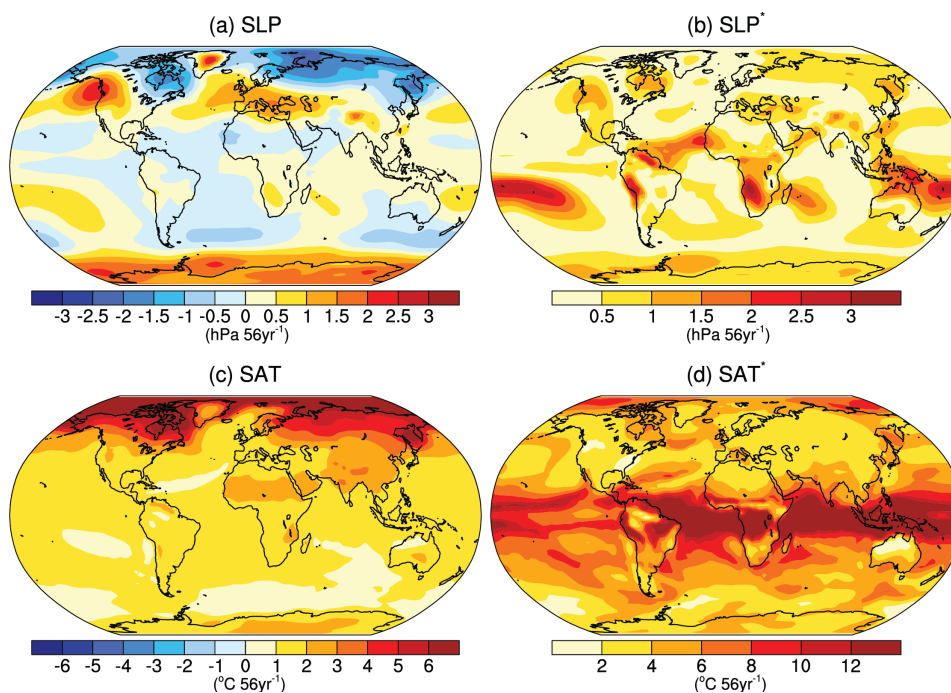 (a) SLP
(b) SLP*
-3 -2.5 -2 -1.5 -1 -0.5 0 0.5 1 1.5 2 2.5 3
(hPa 56yr⁻¹)
0.5 1 1.5 2 2.5 3
(hPa 56yr⁻¹)
(c) SAT
(d) SAT*
-6 -5 -4 -3 -2 -1 0 1 2 3 4 5 6
(°C 56yr⁻¹)
2 4 6 8 10 12
(°C 56yr⁻¹)